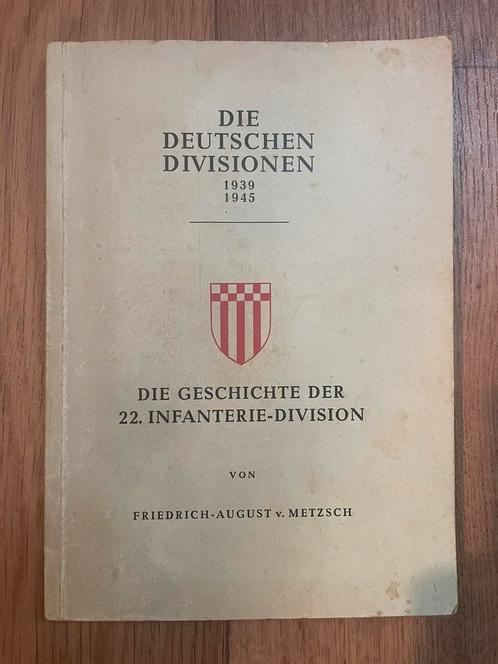 DIE
DEUTSCHEN
DIVISIONEN
1939
1945
DIE GESCHICHTE DER
22. INFANTERIE-DIVISION
VON
FRIEDRICH-AUGUST v. METZSCH